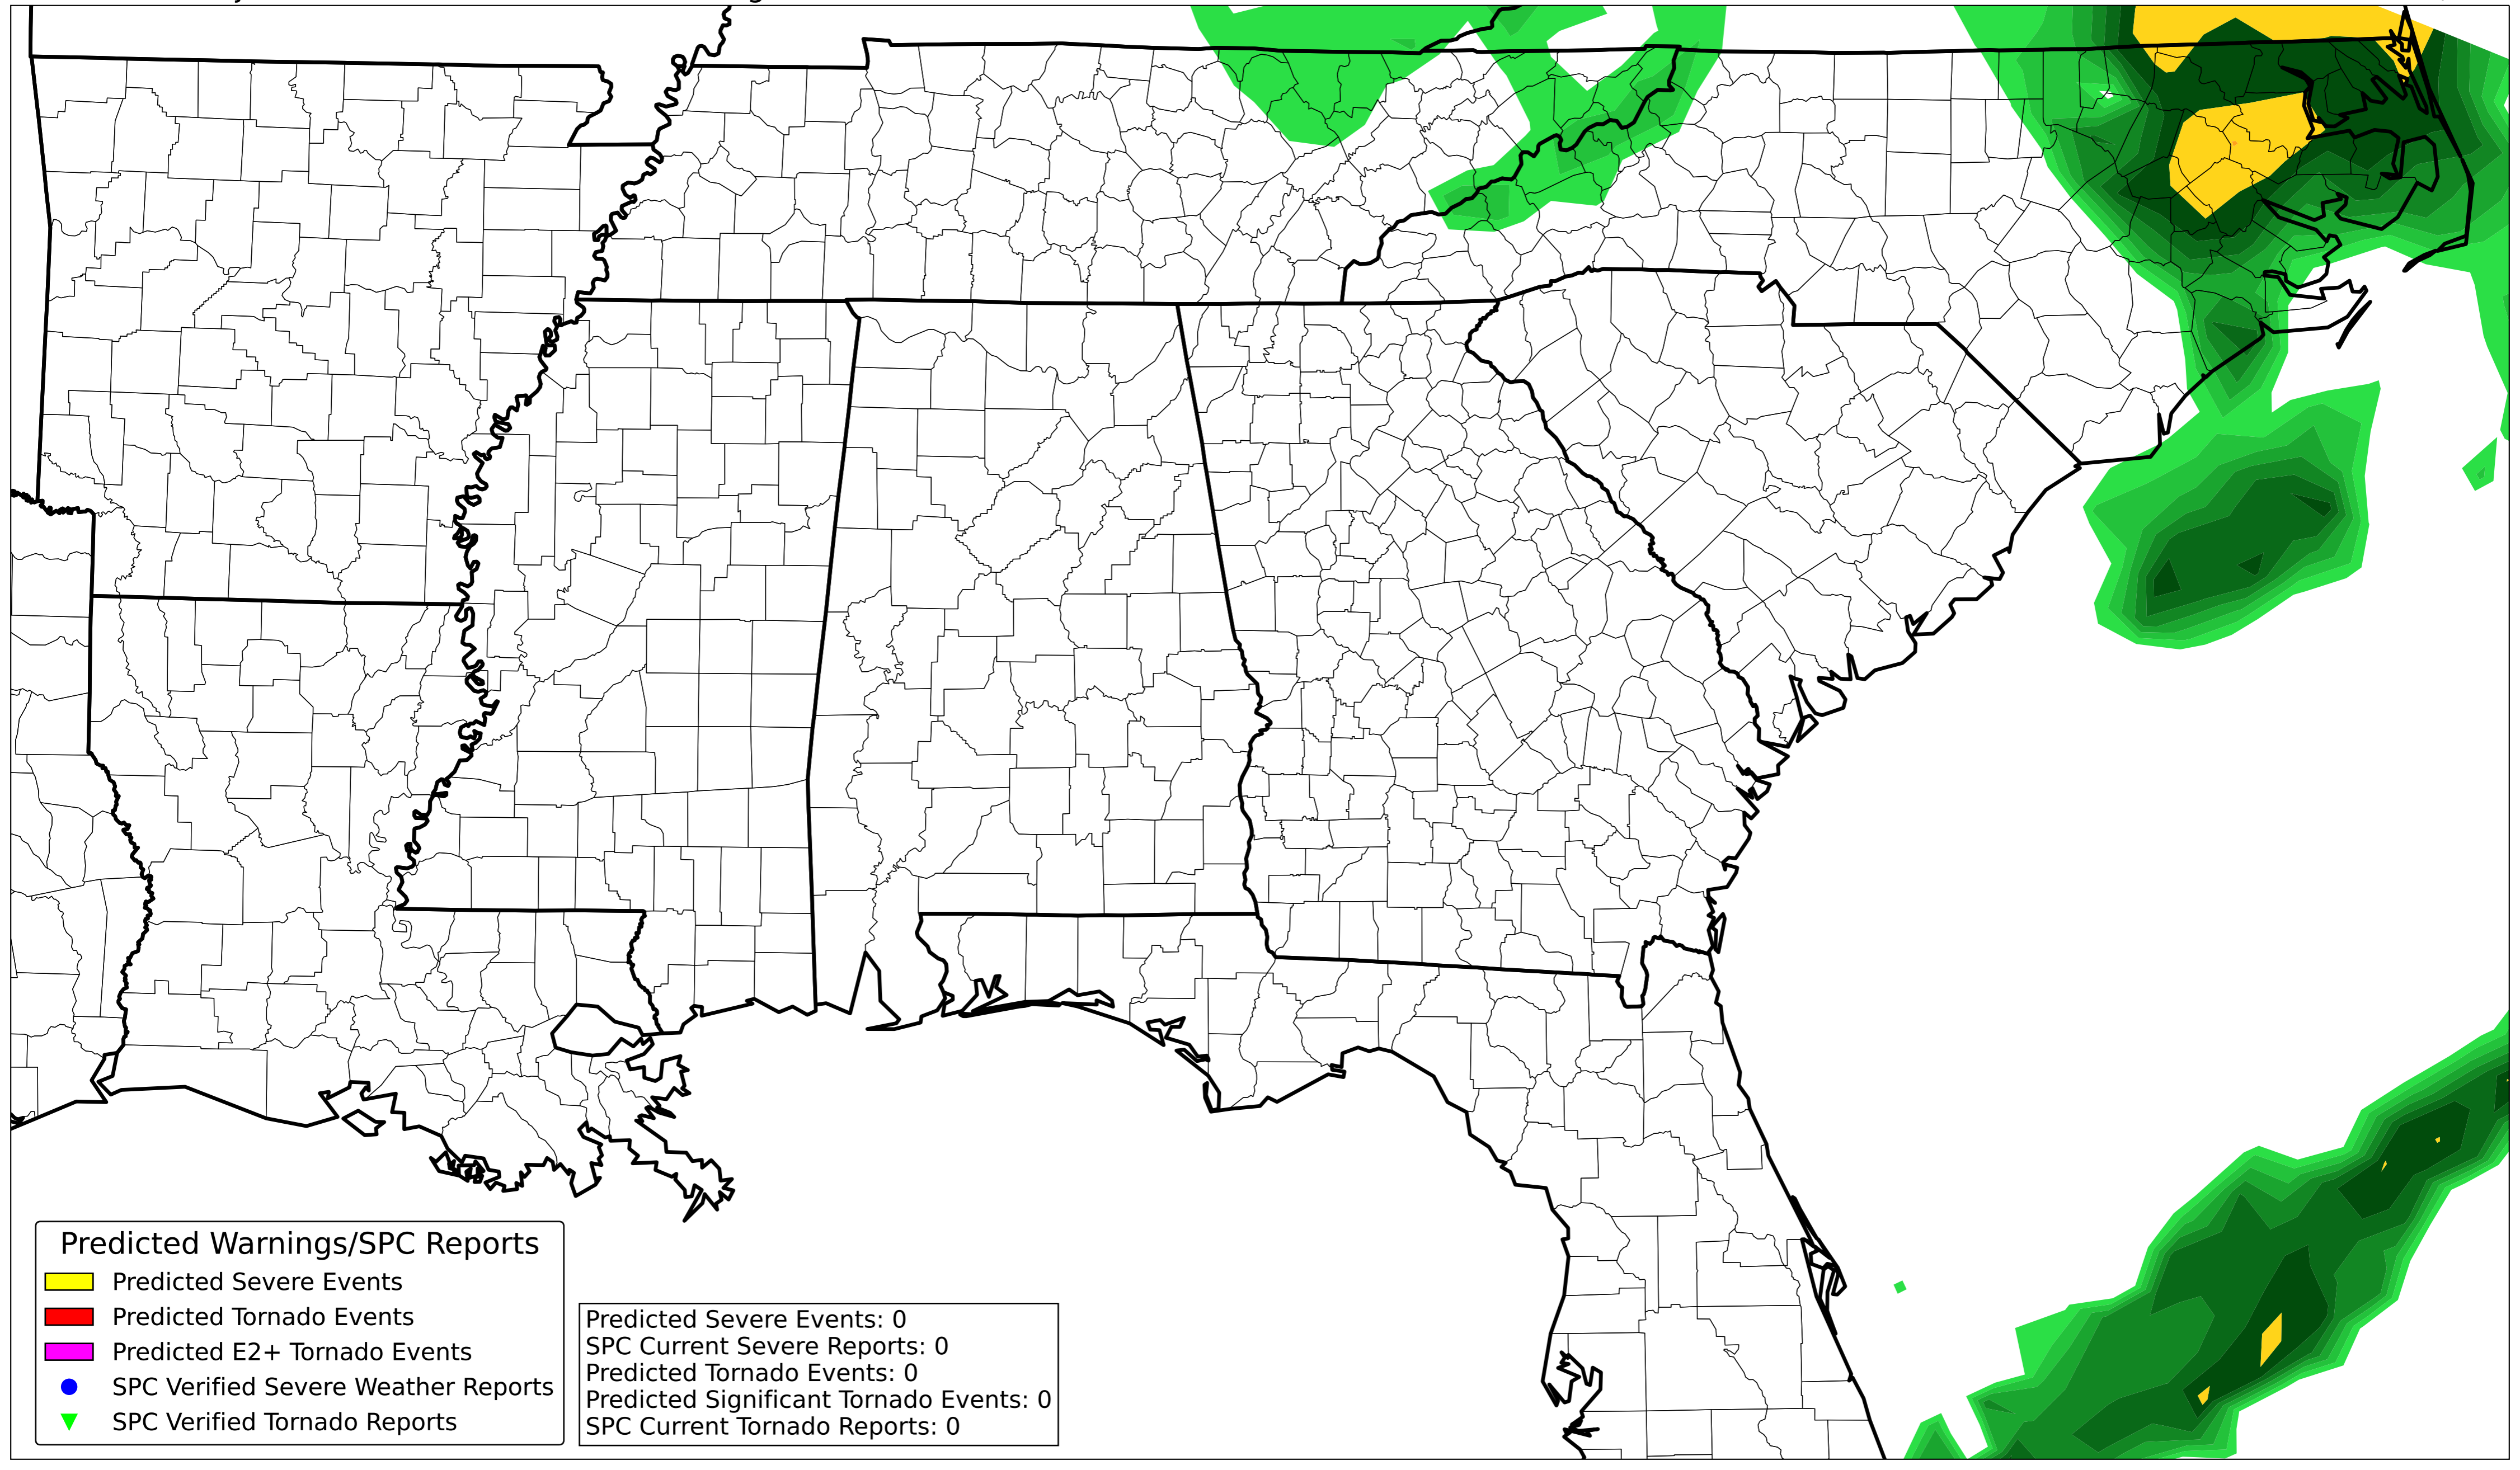 Predicted Warnings/SPC Reports
Predicted Severe Events
Predicted Tornado Events
Predicted E2+ Tornado Events
SPC Verified Severe Weather Reports
SPC Verified Tornado Reports
Predicted Severe Events: 0
SPC Current Severe Reports: 0
Predicted Tornado Events: 0
Predicted Significant Tornado Events: 0
SPC Current Tornado Reports: 0